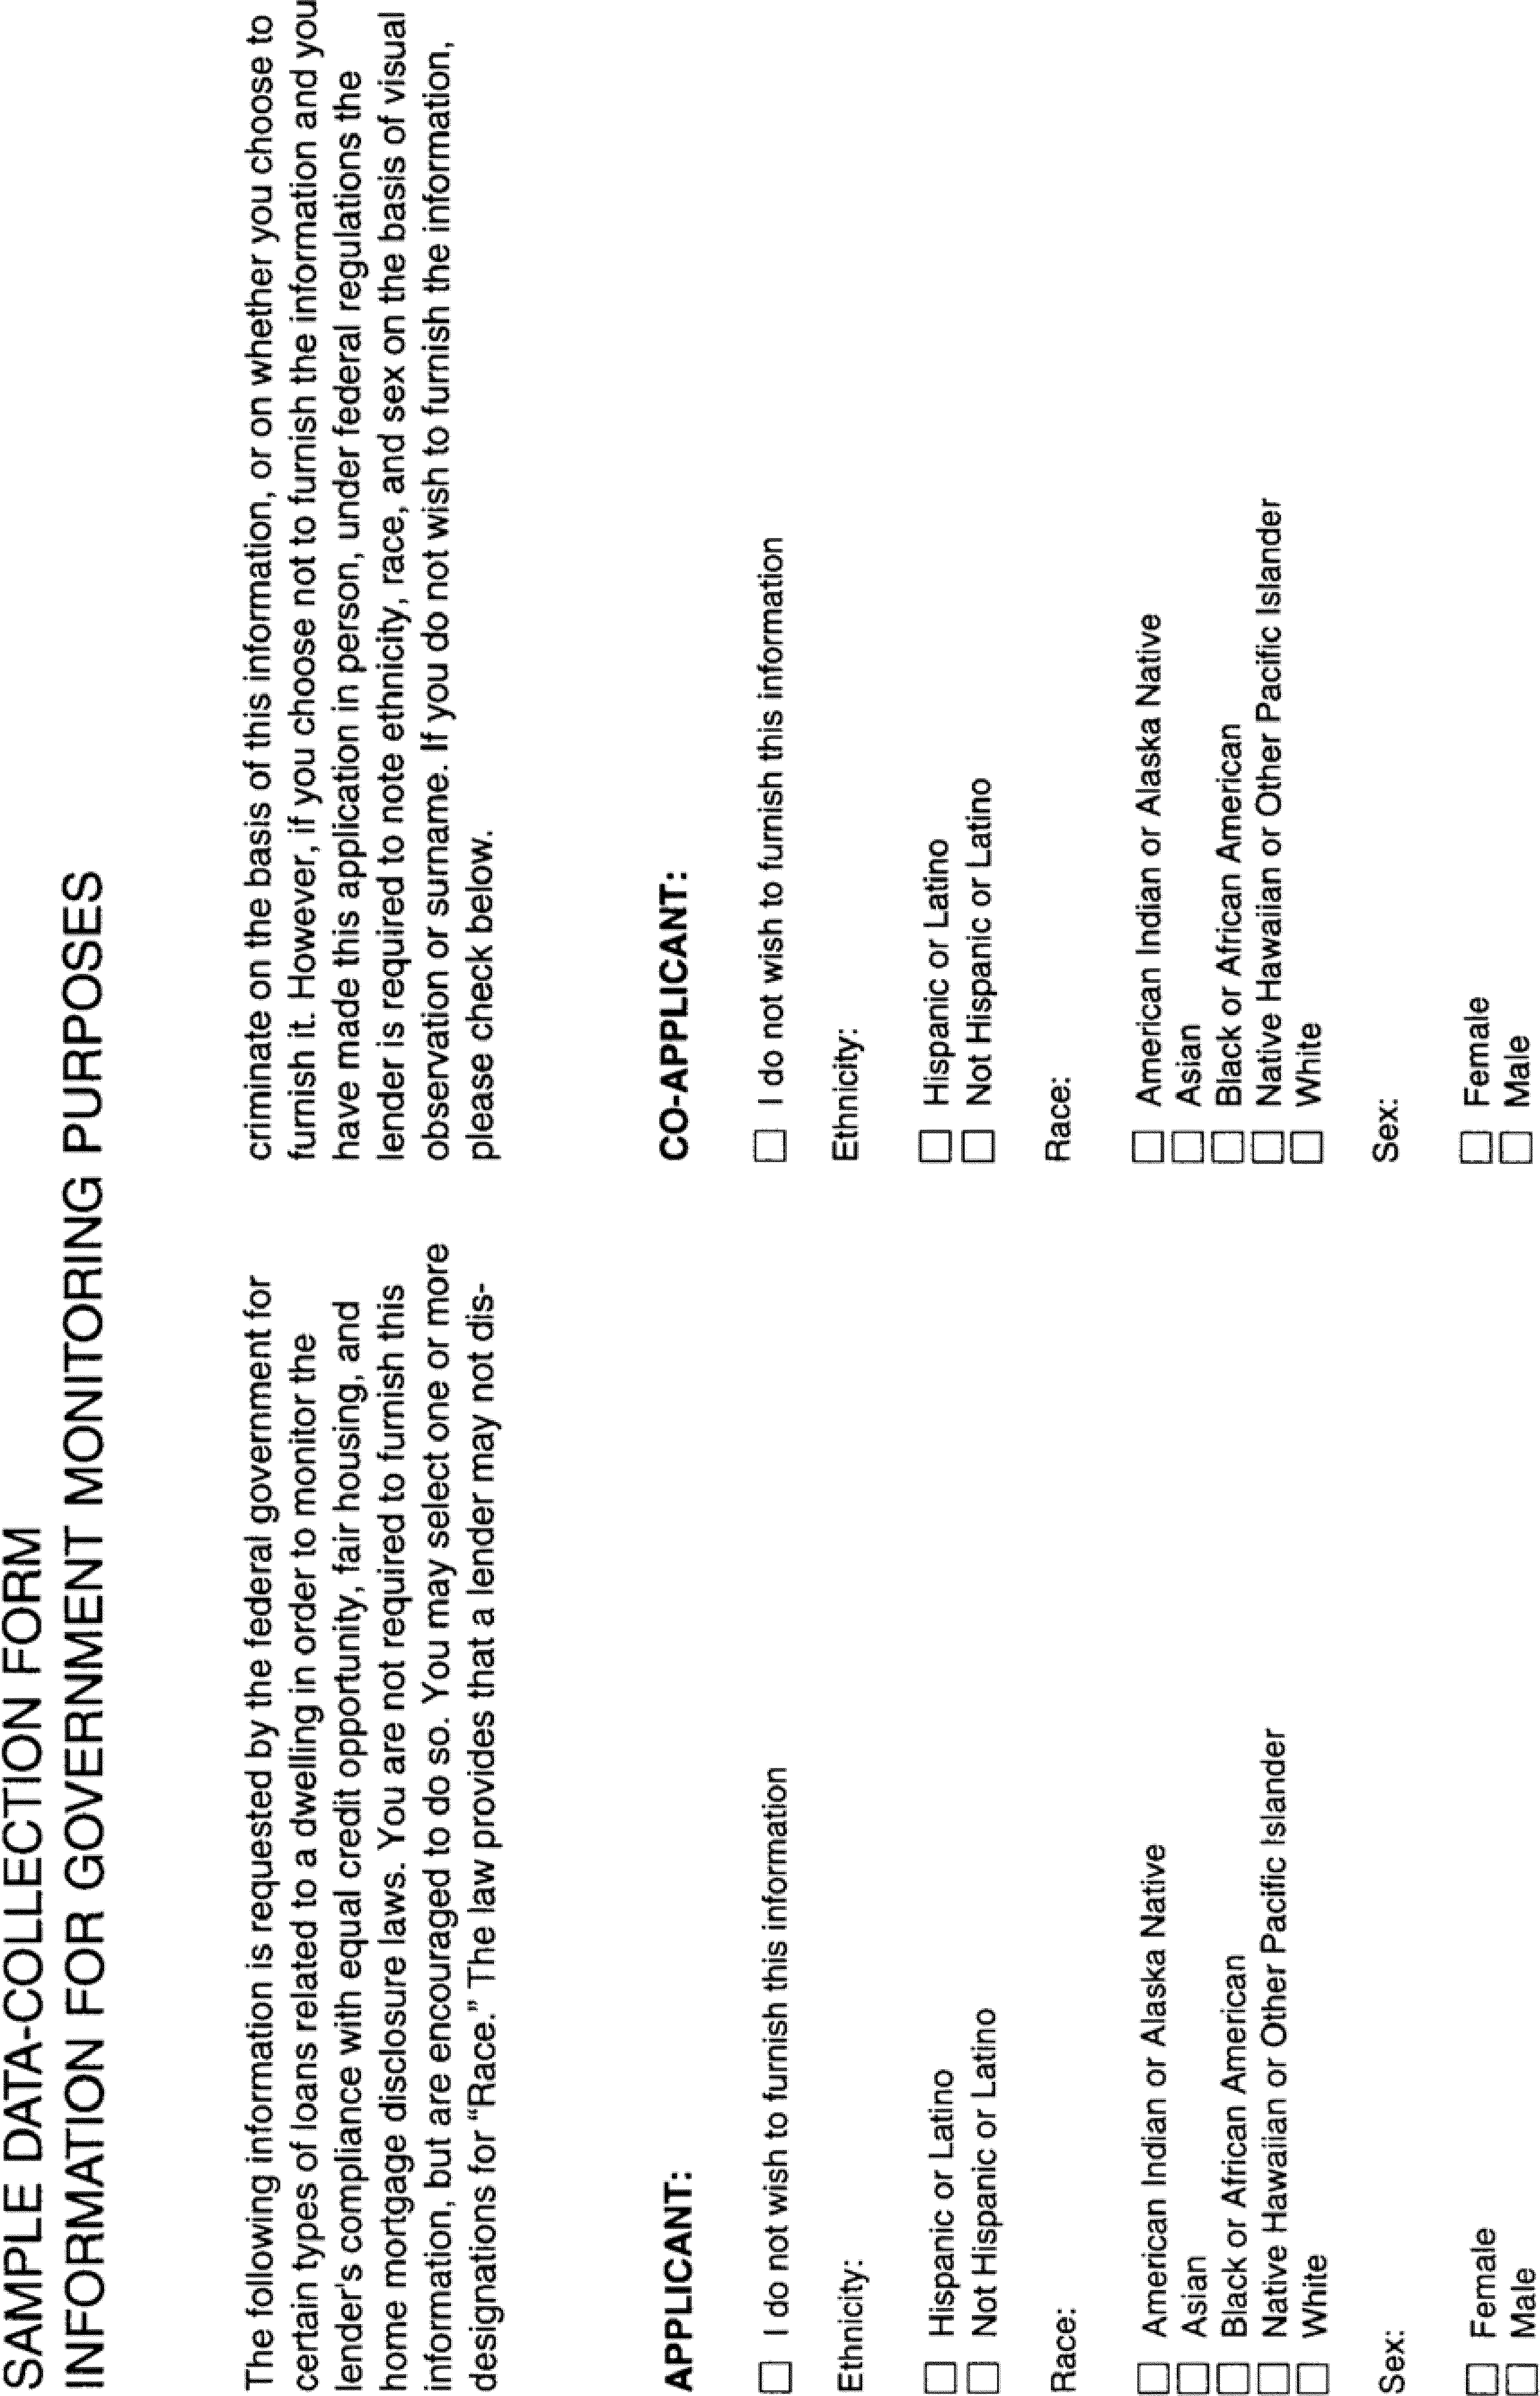 SAMPLE DATA-COLLECTION FORM
INFORMATION FOR GOVERNMENT MONITORING PURPOSES
The following information is requested by the federal government for
certain types of loans related to a dwelling in order to monitor the
lender's compliance with equal credit opportunity, fair housing, and
home mortgage disclosure laws. You are not required to furnish this
information, but are encouraged to do so. You may select one or more
designations for “Race.” The law provides that a lender may not dis-
criminate on the basis of this information, or on whether you choose to
furnish it. However, if you choose not to furnish the information and you
have made this application in person, under federal regulations the
lender is required to note ethnicity, race, and sex on the basis of visual
observation or surname. If you do not wish to furnish the information,
please check below.
APPLICANT:
☐ I do not wish to furnish this information
Ethnicity:
☐ Hispanic or Latino
☐ Not Hispanic or Latino
Race:
☐ American Indian or Alaska Native
☐ Asian
☐ Black or African American
☐ Native Hawaiian or Other Pacific Islander
☐ White
Sex:
☐ Female
☐ Male
CO-APPLICANT:
☐ I do not wish to furnish this information
Ethnicity:
☐ Hispanic or Latino
☐ Not Hispanic or Latino
Race:
☐ American Indian or Alaska Native
☐ Asian
☐ Black or African American
☐ Native Hawaiian or Other Pacific Islander
☐ White
Sex:
☐ Female
☐ Male